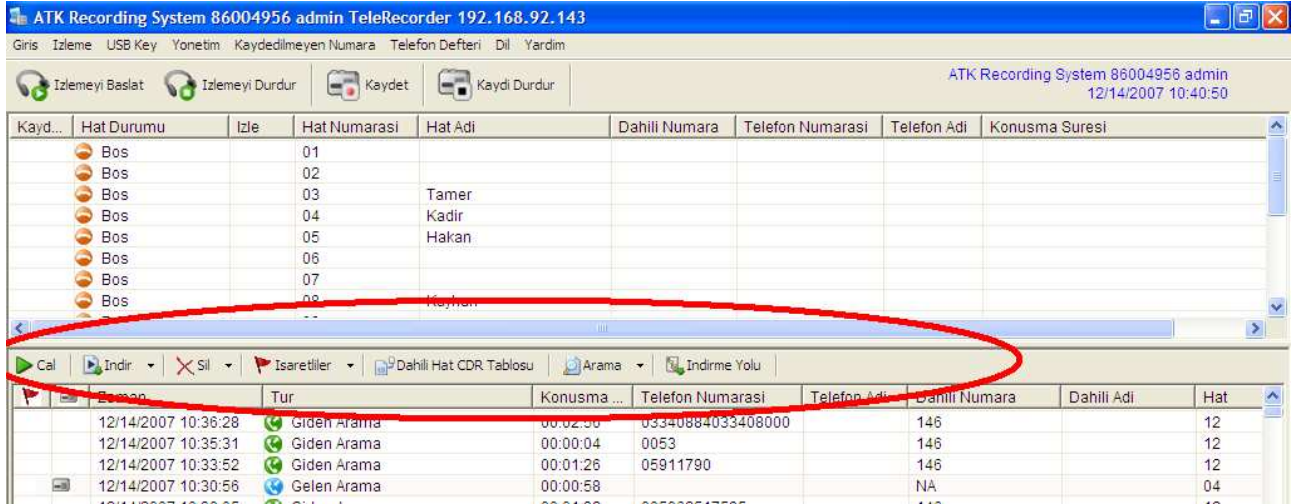 ATK Recording System 86004956 admin TeleRecorder 192.168.92.143
Giris Izleme USB Key Yonetim Kaydedilmeyen Numara Telefon Defteri Dil Yardim
Izlemeyi Baslat Izlemeyi Durdur Kaydet Kaydi Durdur
ATK Recording System 86004956 admin
12/14/2007 10:40:50
Kayd... Hat Durumu Izle Hat Numarasi Hat Adi Dahili Numara Telefon Numarasi Telefon Adi Konusma Suresi
Bos 01
Bos 02
Bos 03 Tamer
Bos 04 Kadir
Bos 05 Hakan
Bos 06
Bos 07
Bos 08
Cal Indir Sil Isaretliler Dahili Hat CDR Tablosu Arama Indirme Yolu
Zaman Tur Konusma ... Telefon Numarasi Telefon Adi Dahili Numara Dahili Adi Hat
12/14/2007 10:36:28 Giden Arama 00:02:56 03340884033408000 146 12
12/14/2007 10:35:31 Giden Arama 00:00:04 0053 146 12
12/14/2007 10:33:52 Giden Arama 00:01:26 05911790 146 12
12/14/2007 10:30:56 Gelen Arama 00:00:58 NA 04